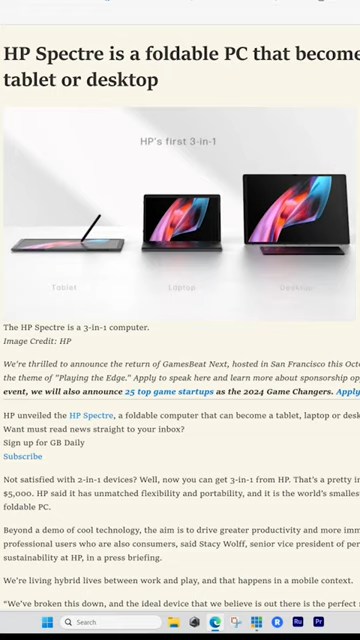 HP Spectre is a foldable PC that become
tablet or desktop
HP's first 3-in-1
Tablet
Laptop
Desktop
The HP Spectre is a 3-in-1 computer.
Image Credit: HP
We're thrilled to announce the return of GamesBeat Next, hosted in San Francisco this Oct
the theme of "Playing the Edge." Apply to speak here and learn more about sponsorship op
event, we will also announce 25 top game startups as the 2024 Game Changers. Apply
HP unveiled the HP Spectre, a foldable computer that can become a tablet, laptop or desk
Want must read news straight to your inbox?
Sign up for GB Daily
Subscribe
Not satisfied with 2-in-1 devices? Well, now you can get 3-in-1 from HP. That's a pretty in
$5,000. HP said it has unmatched flexibility and portability, and it is the world's smalles
foldable PC.
Beyond a demo of cool technology, the aim is to drive greater productivity and more imm
professional users who are also consumers, said Stacy Wolff, senior vice president of per
sustainability at HP, in a press briefing.
We're living hybrid lives between work and play, and that happens in a mobile context.
"We've broken this down, and the ideal device that we believe is out there is the perfect
Search
Ru
Pr